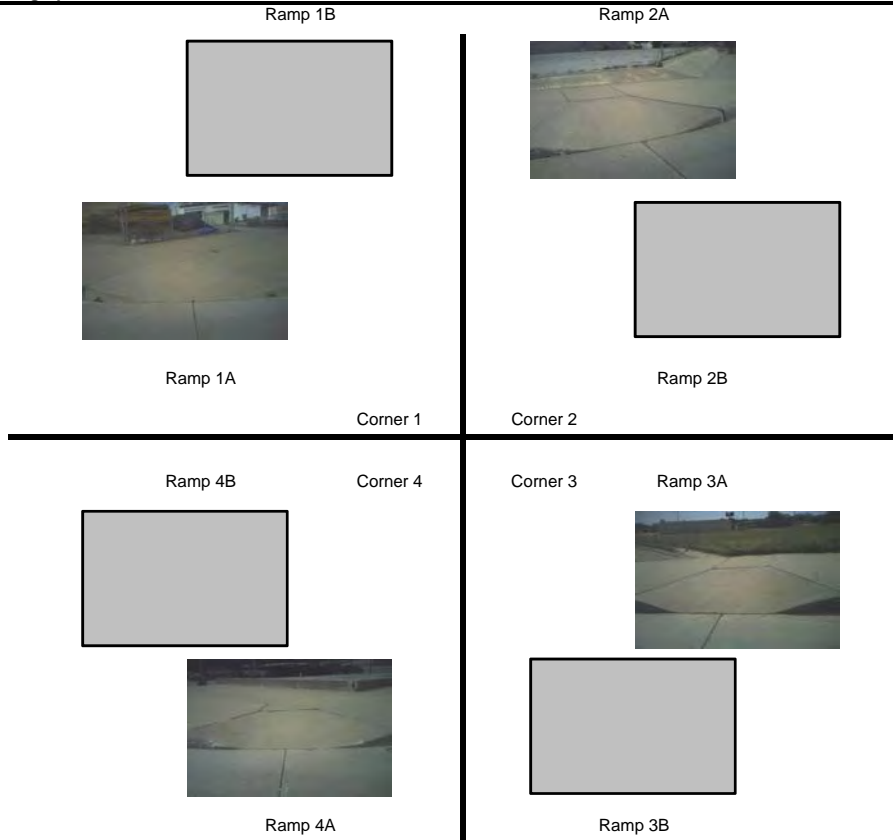 Ramp 1B Ramp 2A
Ramp 1A Ramp 2B
Corner 1 Corner 2
Ramp 4B Corner 4 Corner 3 Ramp 3A
Ramp 4A Ramp 3B